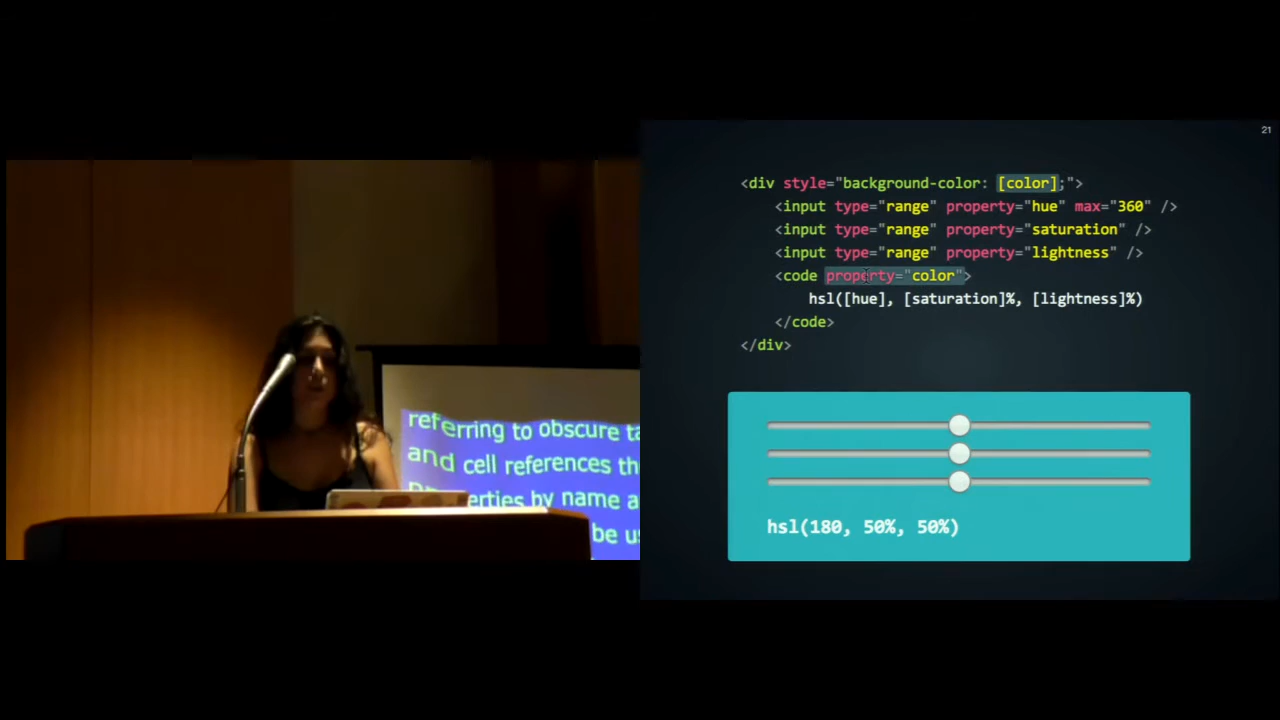 referring to obscure
and cell references
erties by name
be
21
<div style="background-color: [color];">
<input type="range" property="hue" max="360" />
<input type="range" property="saturation" />
<input type="range" property="lightness" />
<code property="color">
hsl([hue], [saturation]%, [lightness]%)
</code>
</div>
hsl(180, 50%, 50%)